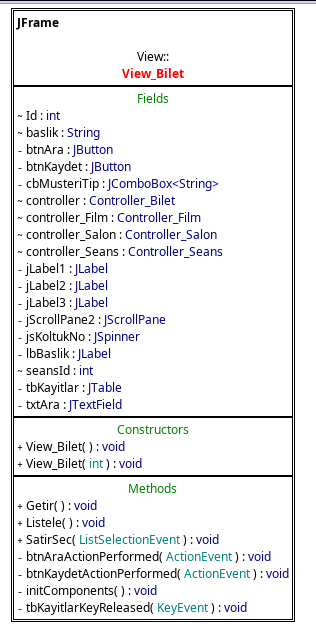 JFrame
View::
View_Bilet
Fields
~ Id : int
~ baslik : String
- btnAra : JButton
- btnKaydet : JButton
- cbMusteriTip : JComboBox<String>
~ controller : Controller_Bilet
~ controller_Film : Controller_Film
~ controller_Salon : Controller_Salon
~ controller_Seans : Controller_Seans
- jLabel1 : JLabel
- jLabel2 : JLabel
- jLabel3 : JLabel
- jScrollPane2 : JScrollPane
- jsKoltukNo : JSpinner
- lbBaslik : JLabel
~ seansId : int
- tbKayitlar : JTable
- txtAra : JTextField
Constructors
+ View_Bilet( ) : void
+ View_Bilet( int ) : void
Methods
+ Getir( ) : void
+ Listele( ) : void
+ SatirSec( ListSelectionEvent ) : void
- btnAraActionPerformed( ActionEvent ) : void
- btnKaydetActionPerformed( ActionEvent ) : void
- initComponents( ) : void
- tbKayitlarKeyReleased( KeyEvent ) : void